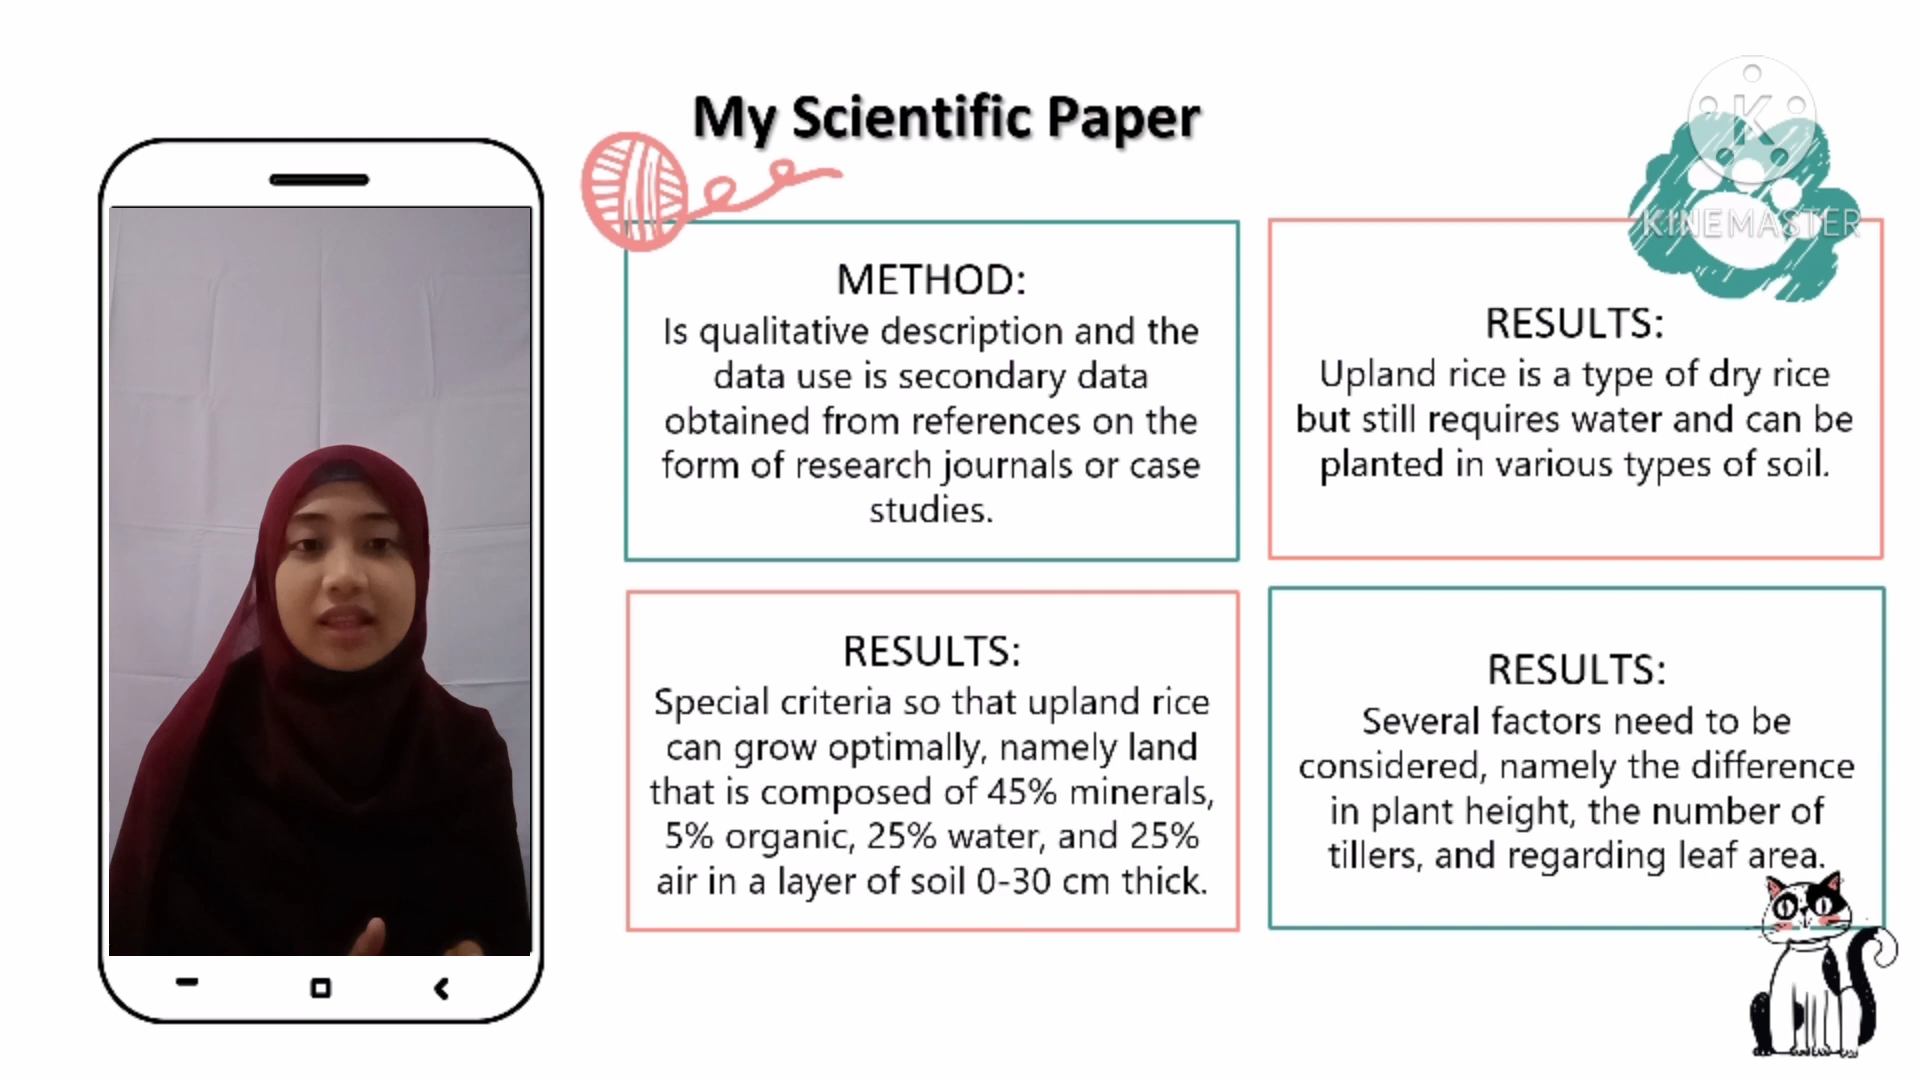 My Scientific Paper
K
KINEMASTER
METHOD:
Is qualitative description and the
data use is secondary data
obtained from references on the
form of research journals or case
studies.
RESULTS:
Upland rice is a type of dry rice
but still requires water and can be
planted in various types of soil.
RESULTS:
Special criteria so that upland rice
can grow optimally, namely land
that is composed of 45% minerals,
5% organic, 25% water, and 25%
air in a layer of soil 0-30 cm thick.
RESULTS:
Several factors need to be
considered, namely the difference
in plant height, the number of
tillers, and regarding leaf area.